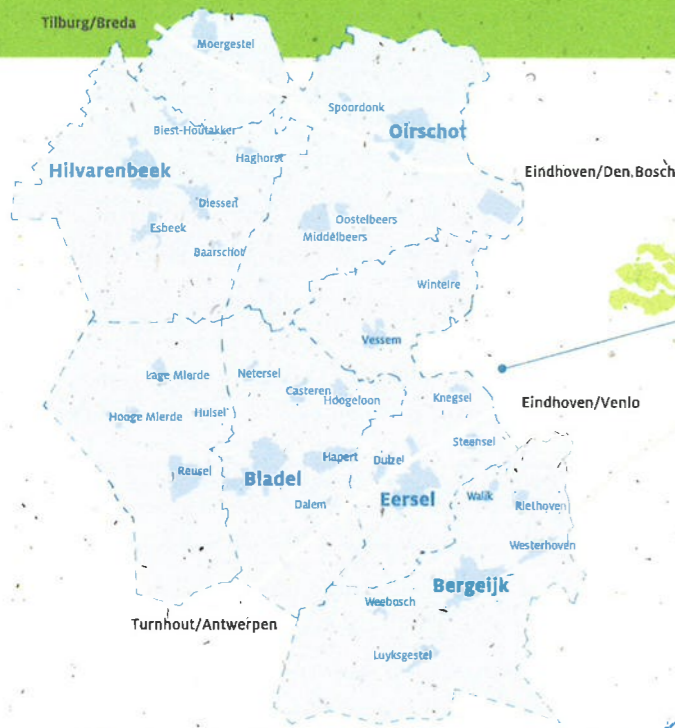 Tilburg/Breda
Moergestel
Spoordonk
Oirschot
Biest-Houtakker
Haghorst
Hilvarenbeek
Eindhoven/Den Bosch
Diessen
Oostelbeers
Esbeek
Middelbeers
Baarschot
Wintelre
Vessem
Lage Mierde
Netersel
Casteren
Hoogeloon
Knegsel
Eindhoven/Venlo
Hooge Mierde
Hulsel
Steensel
Hapert
Duizel
Reusel
Bladel
Dalem
Eersel
Walik
Riethoven
Westerhoven
Bergeijk
Weebosch
Turnhout/Antwerpen
Luyksgestel